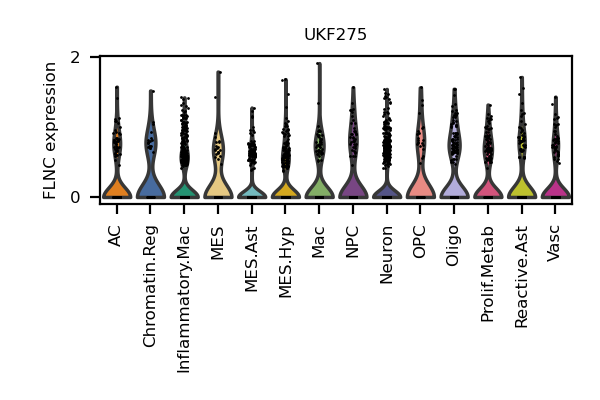 UKF275
FLNC expression
2
0
AC
Chromatin.Reg
Inflammatory.Mac
MES
MES.Ast
MES.Hyp
Mac
NPC
Neuron
OPC
Oligo
Prolif.Metab
Reactive.Ast
Vasc